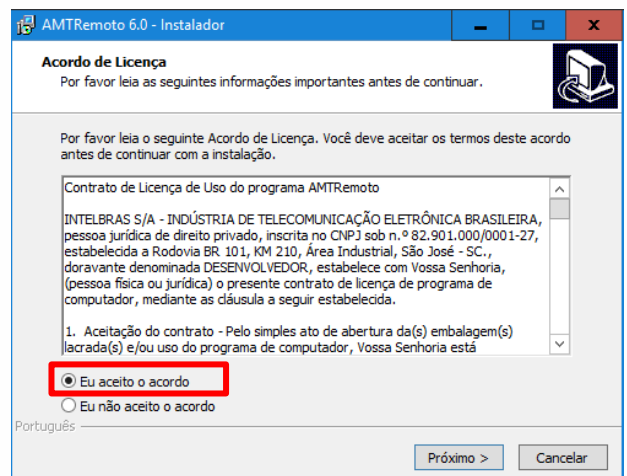 AMTRemoto 6.0 - Instalador
Acordo de Licença
Por favor leia as seguintes informações importantes antes de continuar.
Por favor leia o seguinte Acordo de Licença. Você deve aceitar os termos deste acordo
antes de continuar com a instalação.
Contrato de Licença de Uso do programa AMTRemoto
INTELBRAS S/A - INDÚSTRIA DE TELECOMUNICAÇÃO ELETRÔNICA BRASILEIRA,
pessoa jurídica de direito privado, inscrita no CNPJ sob n.º 82.901.000/0001-27,
estabelecida a Rodovia BR 101, KM 210, Área Industrial, São José - SC.,
doravante denominada DESENVOLVEDOR, estabelece com Vossa Senhoria,
(pessoa física ou jurídica) o presente contrato de licença de programa de
computador, mediante as cláusula a seguir estabelecida.
1. Aceitação do contrato - Pelo simples ato de abertura da(s) embalagem(s)
lacrada(s) e/ou uso do programa de computador, Vossa Senhoria está
Eu aceito o acordo
Eu não aceito o acordo
Português
Próximo >
Cancelar